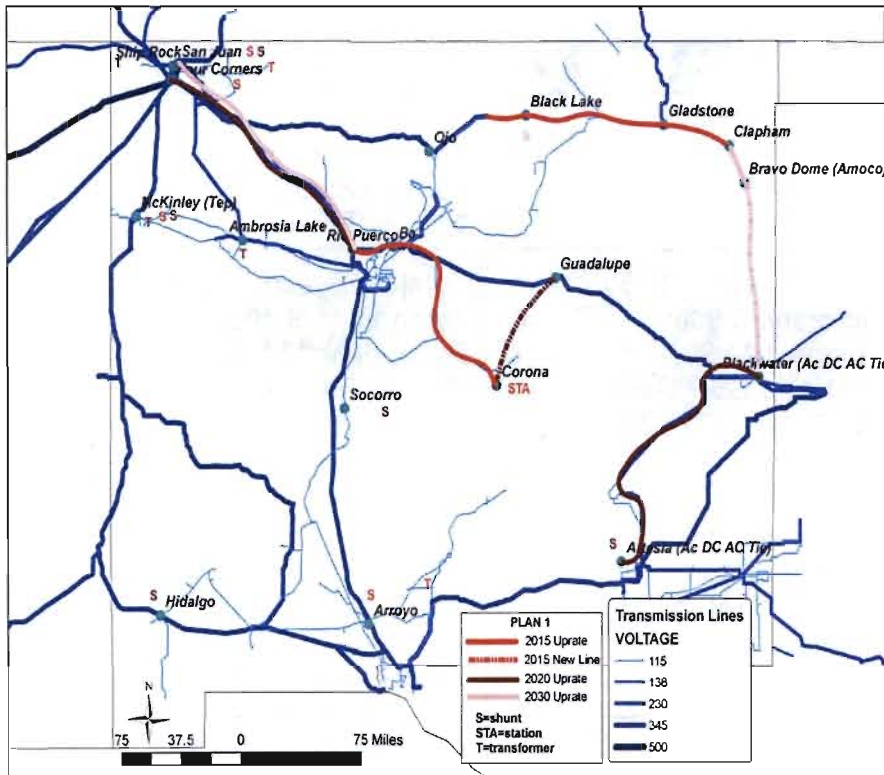 Ship Rock San Juan S S
T
Four Corners T
S
Black Lake
Gladstone
Ojo
Clapham
Bravo Dome (Amoco)
McKinley (Tep)
T S S
Ambrosia Lake
T
Rio Puerco Ba
Guadalupe
Corona
STA
Blackwater (Ac DC AC Tie)
Socorro
S
S Artesia (Ac DC AC Tie)
S
Hidalgo
S
Arroyo
T
PLAN 1
2015 Uprate
2015 New Line
2020 Uprate
2030 Uprate
S=shunt
STA=station
T=transformer
Transmission Lines
VOLTAGE
115
138
230
345
500
N
75 37.5 0 75 Miles